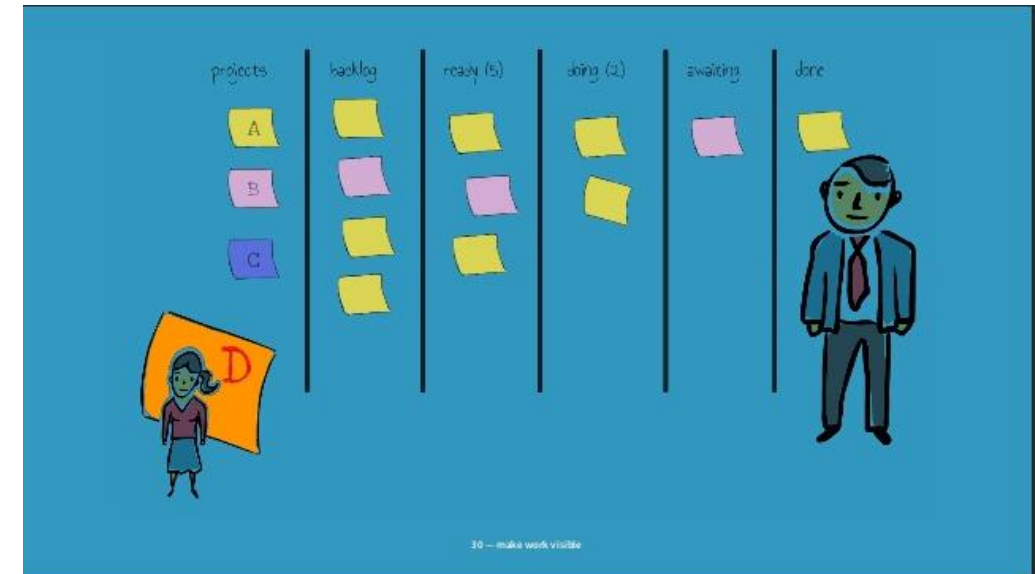 projects backlog ready (5) doing (2) awaiting done
A
B
C
D
30 — make work visible